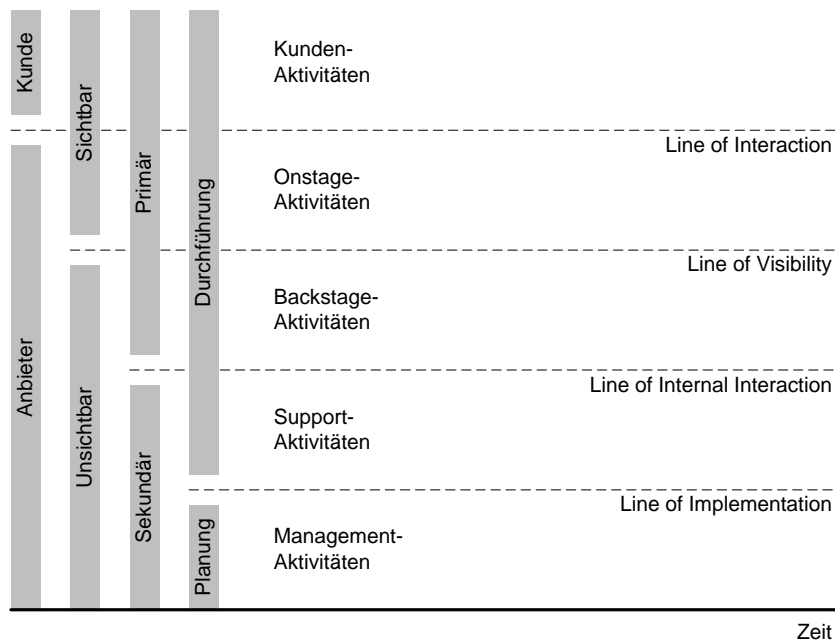 Kunde
Anbieter
Sichtbar
Unsichtbar
Primär
Sekundär
Durchführung
Planung
Kunden-
Aktivitäten
Line of Interaction
Onstage-
Aktivitäten
Line of Visibility
Backstage-
Aktivitäten
Line of Internal Interaction
Support-
Aktivitäten
Line of Implementation
Management-
Aktivitäten
Zeit